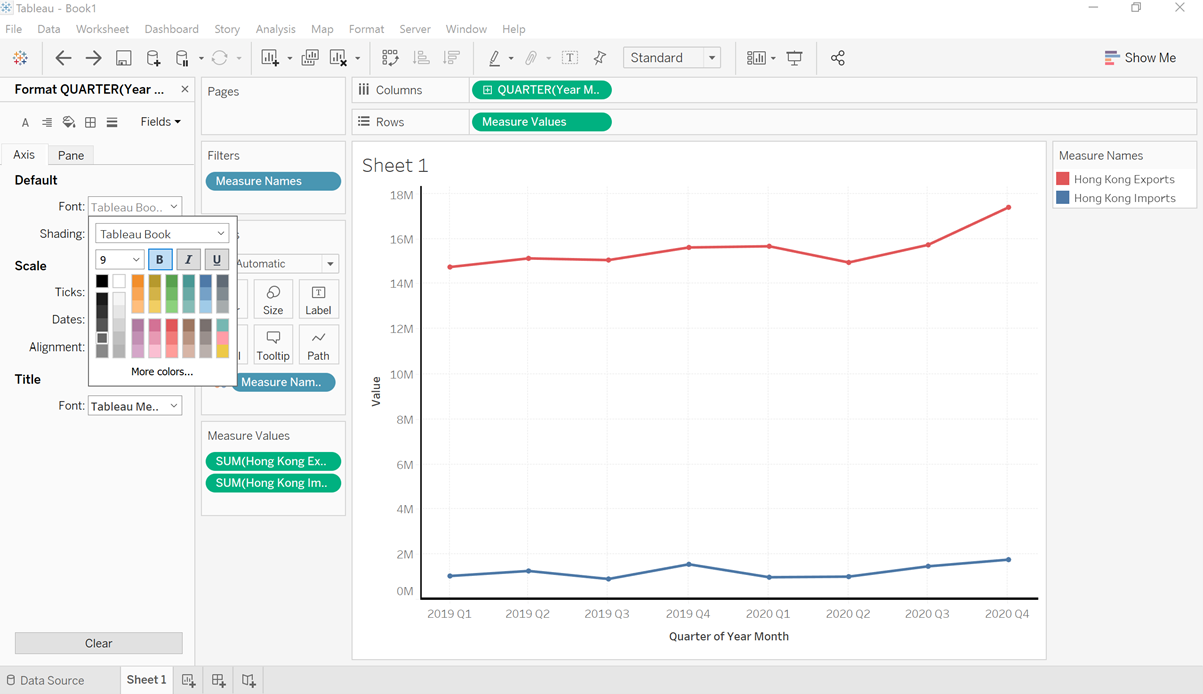 Tableau - Book1
File Data Worksheet Dashboard Story Analysis Map Format Server Window Help
Standard
Show Me
Format QUARTER(Year ...
A
Fields
Axis Pane
Default
Font: Tableau Boo..
Shading:
Tableau Book
9 B I U
More colors...
Scale
Ticks:
Dates:
Alignment:
Title
Font: Tableau Me..
Clear
Pages
Filters
Measure Names
s
Automatic
Size Label
l Tooltip Path
Measure Nam..
Measure Values
SUM(Hong Kong Ex..
SUM(Hong Kong Im..
Columns QUARTER(Year M..
Rows Measure Values
Sheet 1
Value
18M
16M
14M
12M
10M
8M
6M
4M
2M
0M
2019 Q1 2019 Q2 2019 Q3 2019 Q4 2020 Q1 2020 Q2 2020 Q3 2020 Q4
Quarter of Year Month
Measure Names
Hong Kong Exports
Hong Kong Imports
Data Source Sheet 1